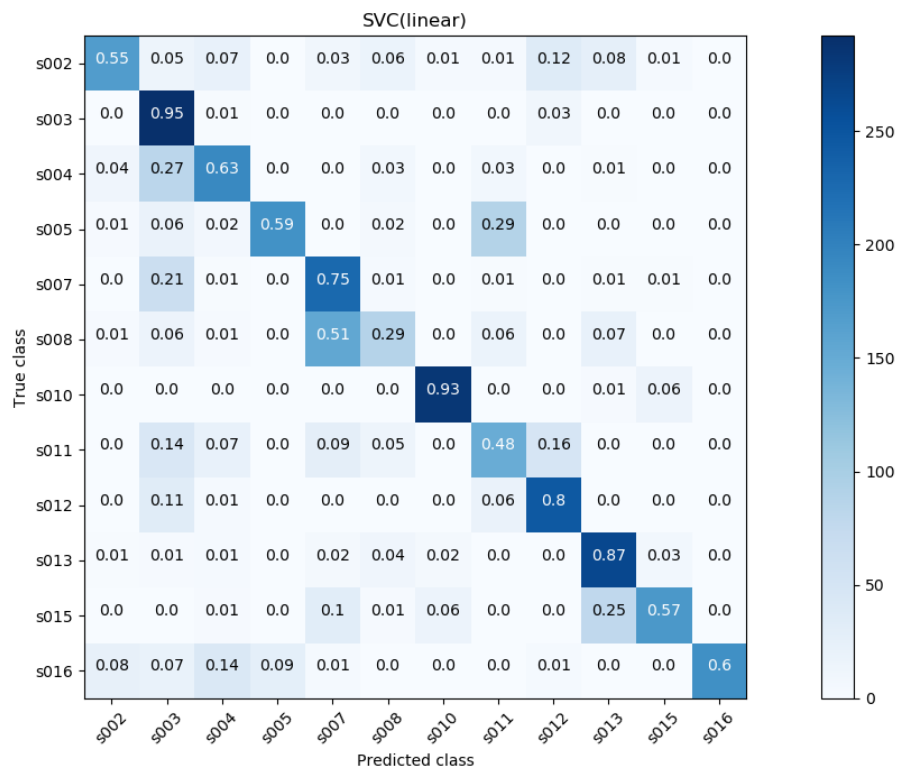 SVC(linear)
s002 0.55 0.05 0.07 0.0 0.03 0.06 0.01 0.01 0.12 0.08 0.01 0.0
s003 0.0 0.95 0.01 0.0 0.0 0.0 0.0 0.0 0.03 0.0 0.0 0.0
s004 0.04 0.27 0.63 0.0 0.0 0.03 0.0 0.03 0.0 0.01 0.0 0.0
s005 0.01 0.06 0.02 0.59 0.0 0.02 0.0 0.29 0.0 0.0 0.0 0.0
s007 0.0 0.21 0.01 0.0 0.75 0.01 0.0 0.01 0.0 0.01 0.01 0.0
s008 0.01 0.06 0.01 0.0 0.51 0.29 0.0 0.06 0.0 0.07 0.0 0.0
s010 0.0 0.0 0.0 0.0 0.0 0.0 0.93 0.0 0.0 0.01 0.06 0.0
s011 0.0 0.14 0.07 0.0 0.09 0.05 0.0 0.48 0.16 0.0 0.0 0.0
s012 0.0 0.11 0.01 0.0 0.0 0.0 0.0 0.06 0.8 0.0 0.0 0.0
s013 0.01 0.01 0.01 0.0 0.02 0.04 0.02 0.0 0.0 0.87 0.03 0.0
s015 0.0 0.0 0.01 0.0 0.1 0.01 0.06 0.0 0.0 0.25 0.57 0.0
s016 0.08 0.07 0.14 0.09 0.01 0.0 0.0 0.0 0.01 0.0 0.0 0.6
s002 s003 s004 s005 s007 s008 s010 s011 s012 s013 s015 s016
Predicted class
True class
250
200
150
100
50
0